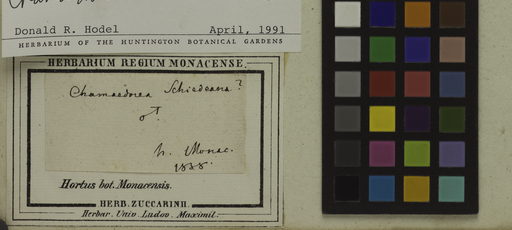 Donald R. Hodel April, 1991
HERBARIUM OF THE HUNTINGTON BOTANICAL GARDENS
HERBARIUM REGIUM MONACENSE.
Chamaedorea Schiedeana?
♂
h. Monac.
1838.
Hortus bot. Monacensis.
HERB. ZUCCARINII.
Herbar. Univ. Ludov. Maximil.